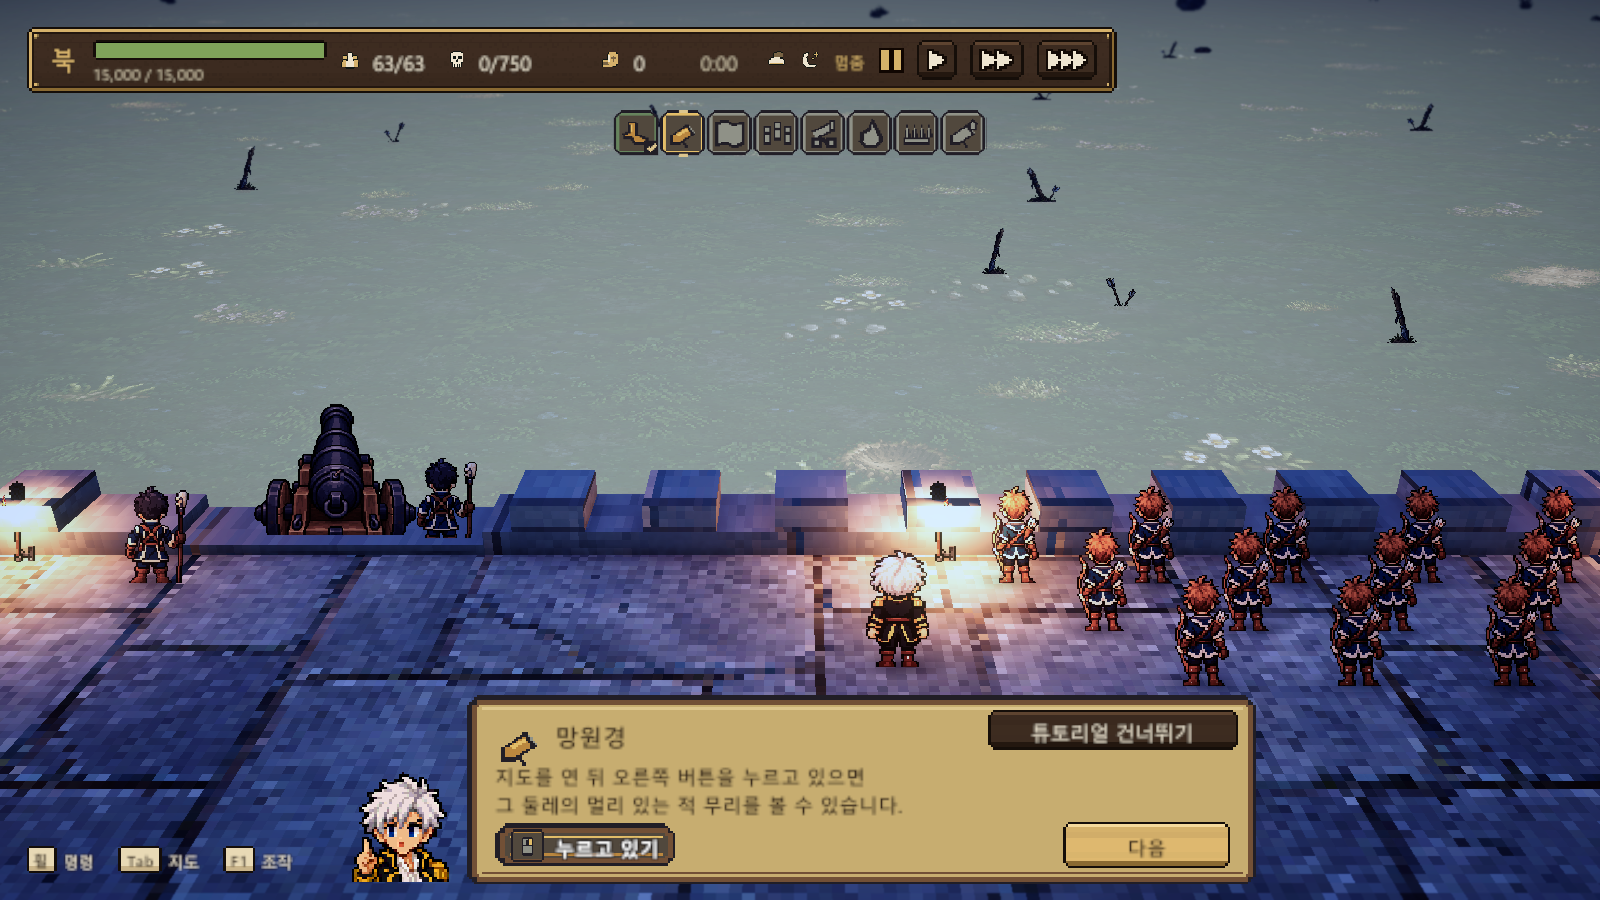 북
15,000 / 15,000
63/63
0/750
0
0:00
멈춤
망원경
튜토리얼 건너뛰기
지도를 연 뒤 오른쪽 버튼을 누르고 있으면
그 둘레의 멀리 있는 적 무리를 볼 수 있습니다.
누르고 있기
다음
휠 명령
Tab 지도
F1 조작